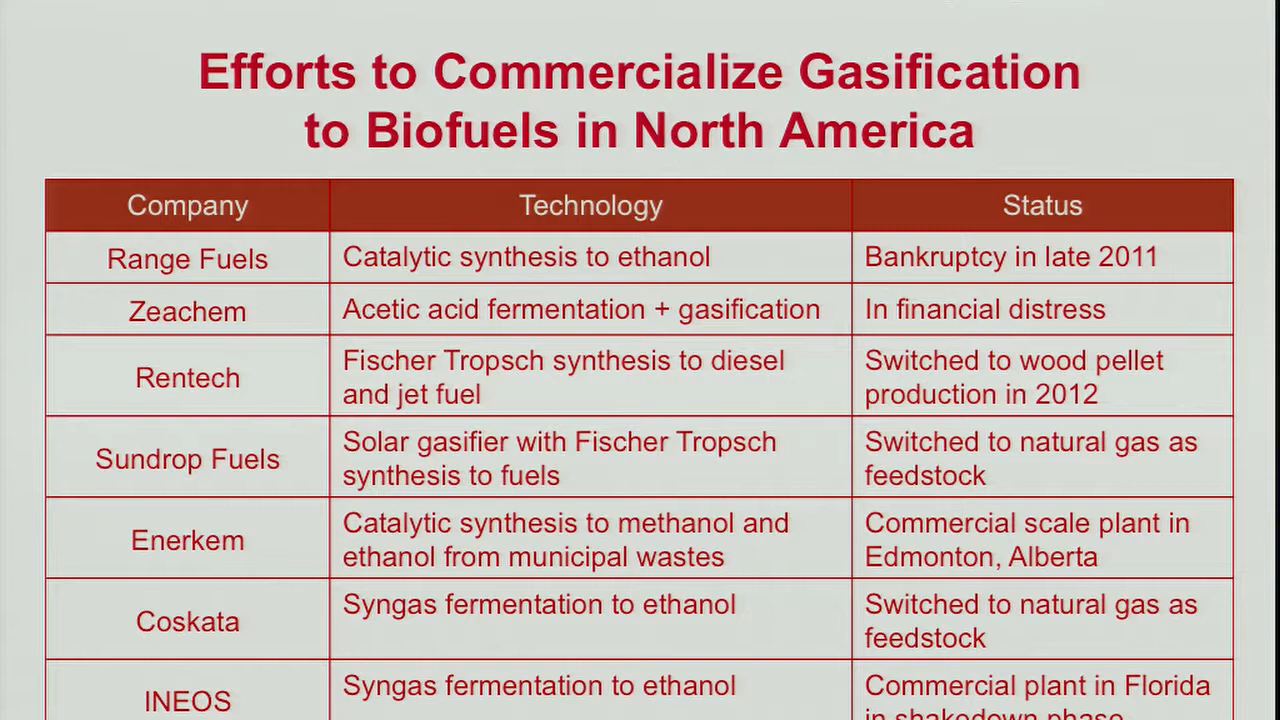 Efforts to Commercialize Gasification
to Biofuels in North America
Company Technology Status
Range Fuels Catalytic synthesis to ethanol Bankruptcy in late 2011
Zeachem Acetic acid fermentation + gasification In financial distress
Rentech Fischer Tropsch synthesis to diesel
and jet fuel Switched to wood pellet
production in 2012
Sundrop Fuels Solar gasifier with Fischer Tropsch
synthesis to fuels Switched to natural gas as
feedstock
Enerkem Catalytic synthesis to methanol and
ethanol from municipal wastes Commercial scale plant in
Edmonton, Alberta
Coskata Syngas fermentation to ethanol Switched to natural gas as
feedstock
INEOS Syngas fermentation to ethanol Commercial plant in Florida
in shakedown phase